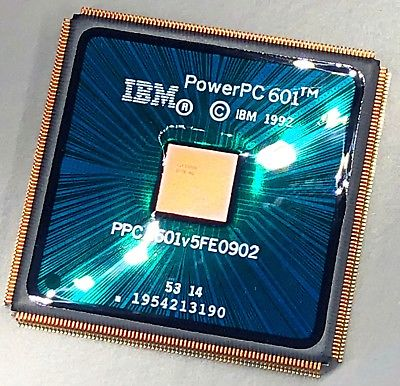 PowerPC 601™
IBM® © IBM 1992
PPC 601v5FE0902
53 14
1954213190